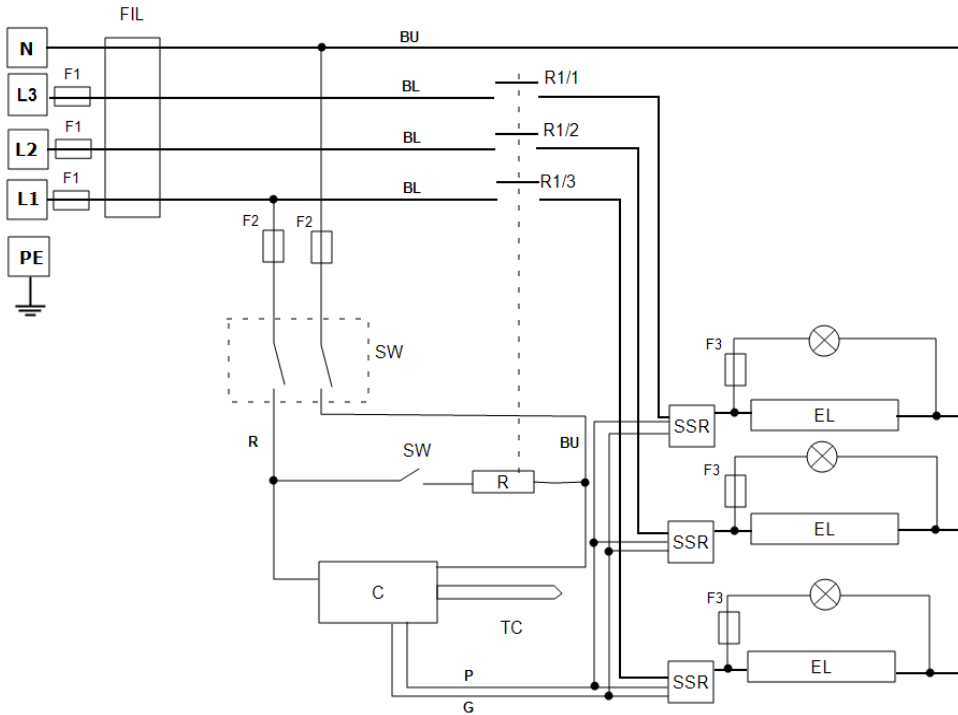 FIL
N
BU
F1
L3
BL
R1/1
F1
L2
BL
R1/2
F1
L1
BL
R1/3
F2
F2
PE
SW
F3
EL
SSR
R
BU
SW
R
F3
EL
SSR
C
TC
F3
EL
SSR
P
G